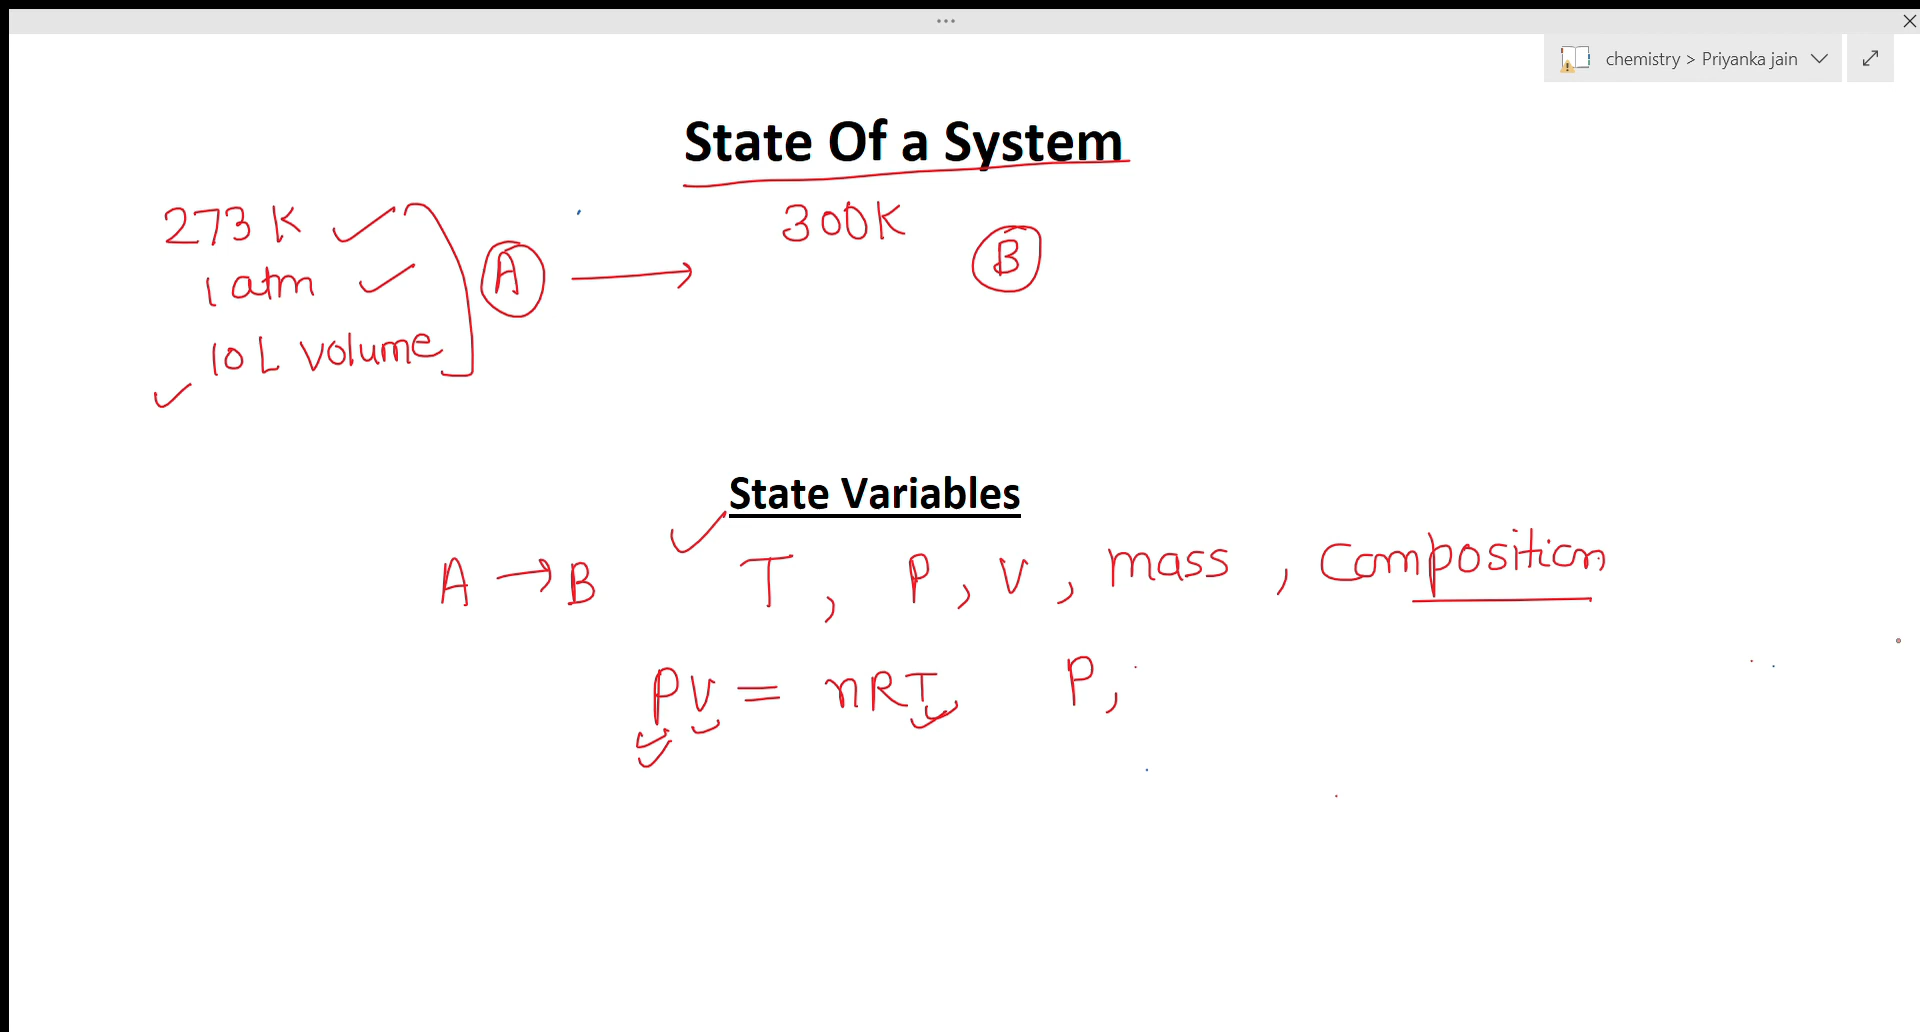 chemistry > Priyanka jain
State Of a System
273 K
300K
1 atm
A →
B
10 L volume
State Variables
A → B T, P, V, mass, Composition
PV = nRT P,